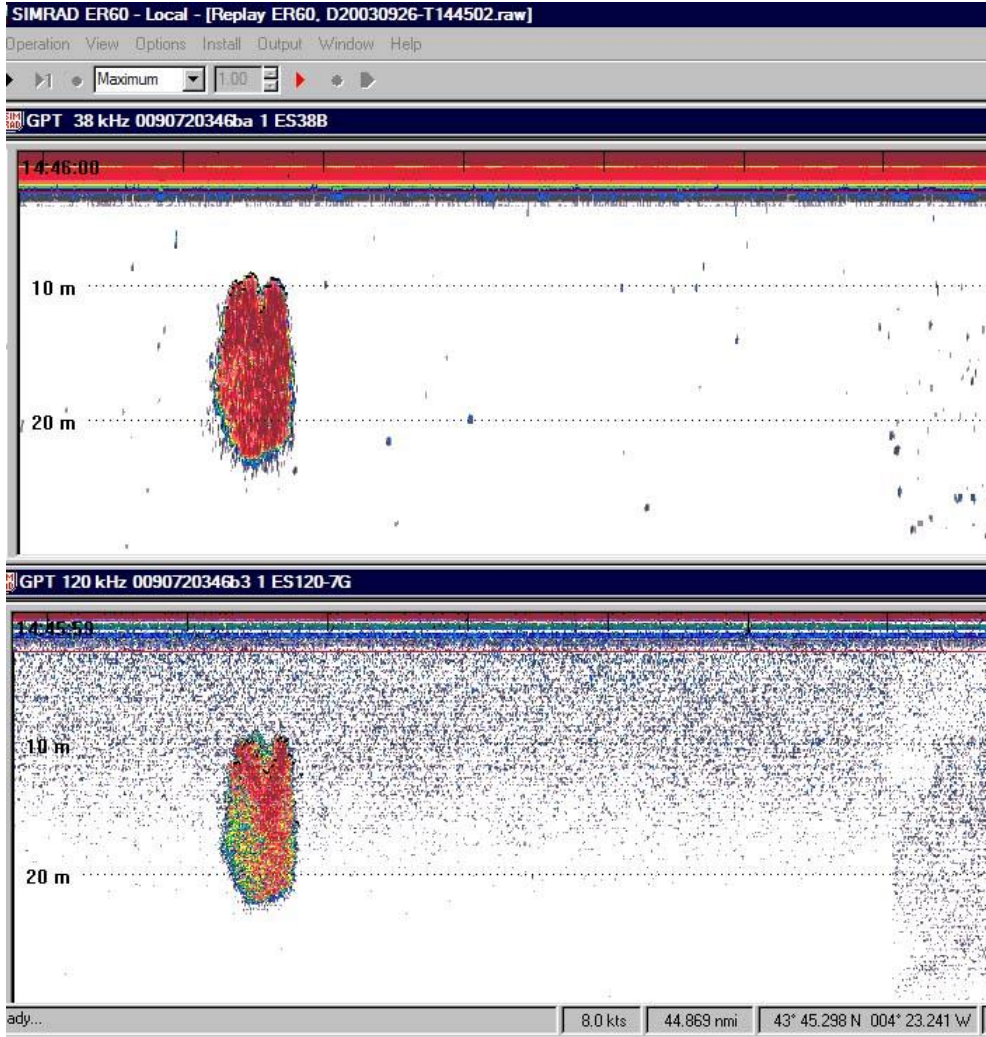 SIMRAD ER60 - Local - [Replay ER60, D20030926-T144502.raw]
Operation View Options Install Output Window Help
Maximum 1.00
SIM RAD GPT 38 kHz 0090720346ba 1 ES38B
14:46:00
10 m
20 m
GPT 120 kHz 0090720346b3 1 ES120-7G
14:45:59
10 m
20 m
ady... 8.0 kts 44.869 nmi 43° 45.298 N 004° 23.241 W